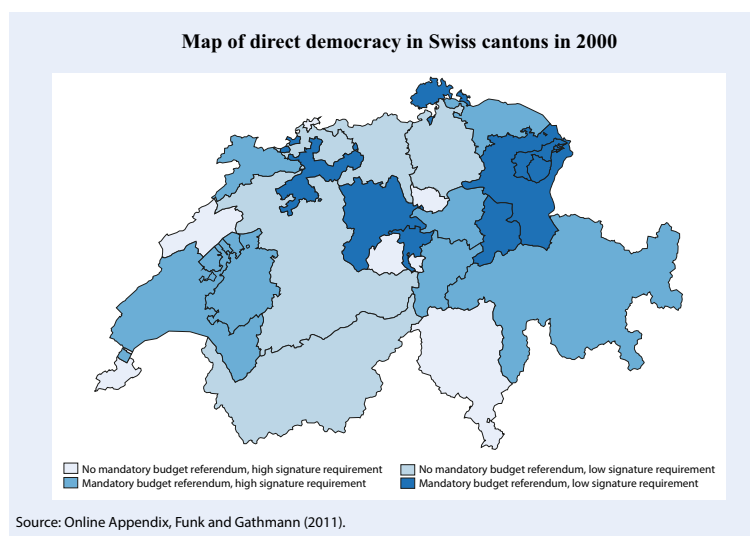 Map of direct democracy in Swiss cantons in 2000
No mandatory budget referendum, high signature requirement
No mandatory budget referendum, low signature requirement
Mandatory budget referendum, high signature requirement
Mandatory budget referendum, low signature requirement
Source: Online Appendix, Funk and Gathmann (2011).